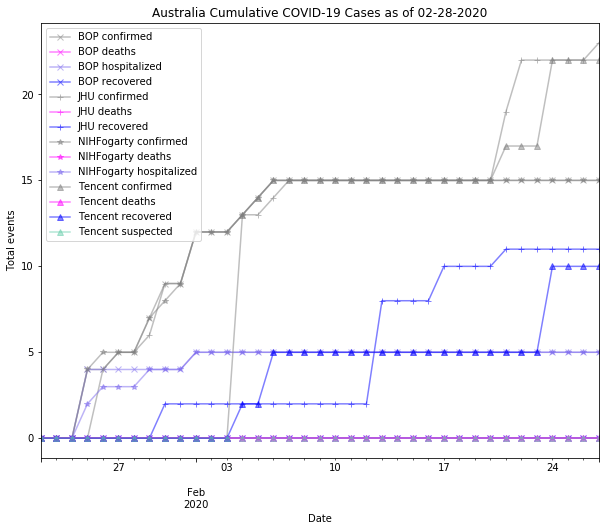 Australia Cumulative COVID-19 Cases as of 02-28-2020
BOP confirmed
BOP deaths
BOP hospitalized
BOP recovered
JHU confirmed
JHU deaths
JHU recovered
NIHFogarty confirmed
NIHFogarty deaths
NIHFogarty hospitalized
Tencent confirmed
Tencent deaths
Tencent recovered
Tencent suspected
Total events
20
15
10
5
0
27
03
10
17
24
Feb
2020
Date